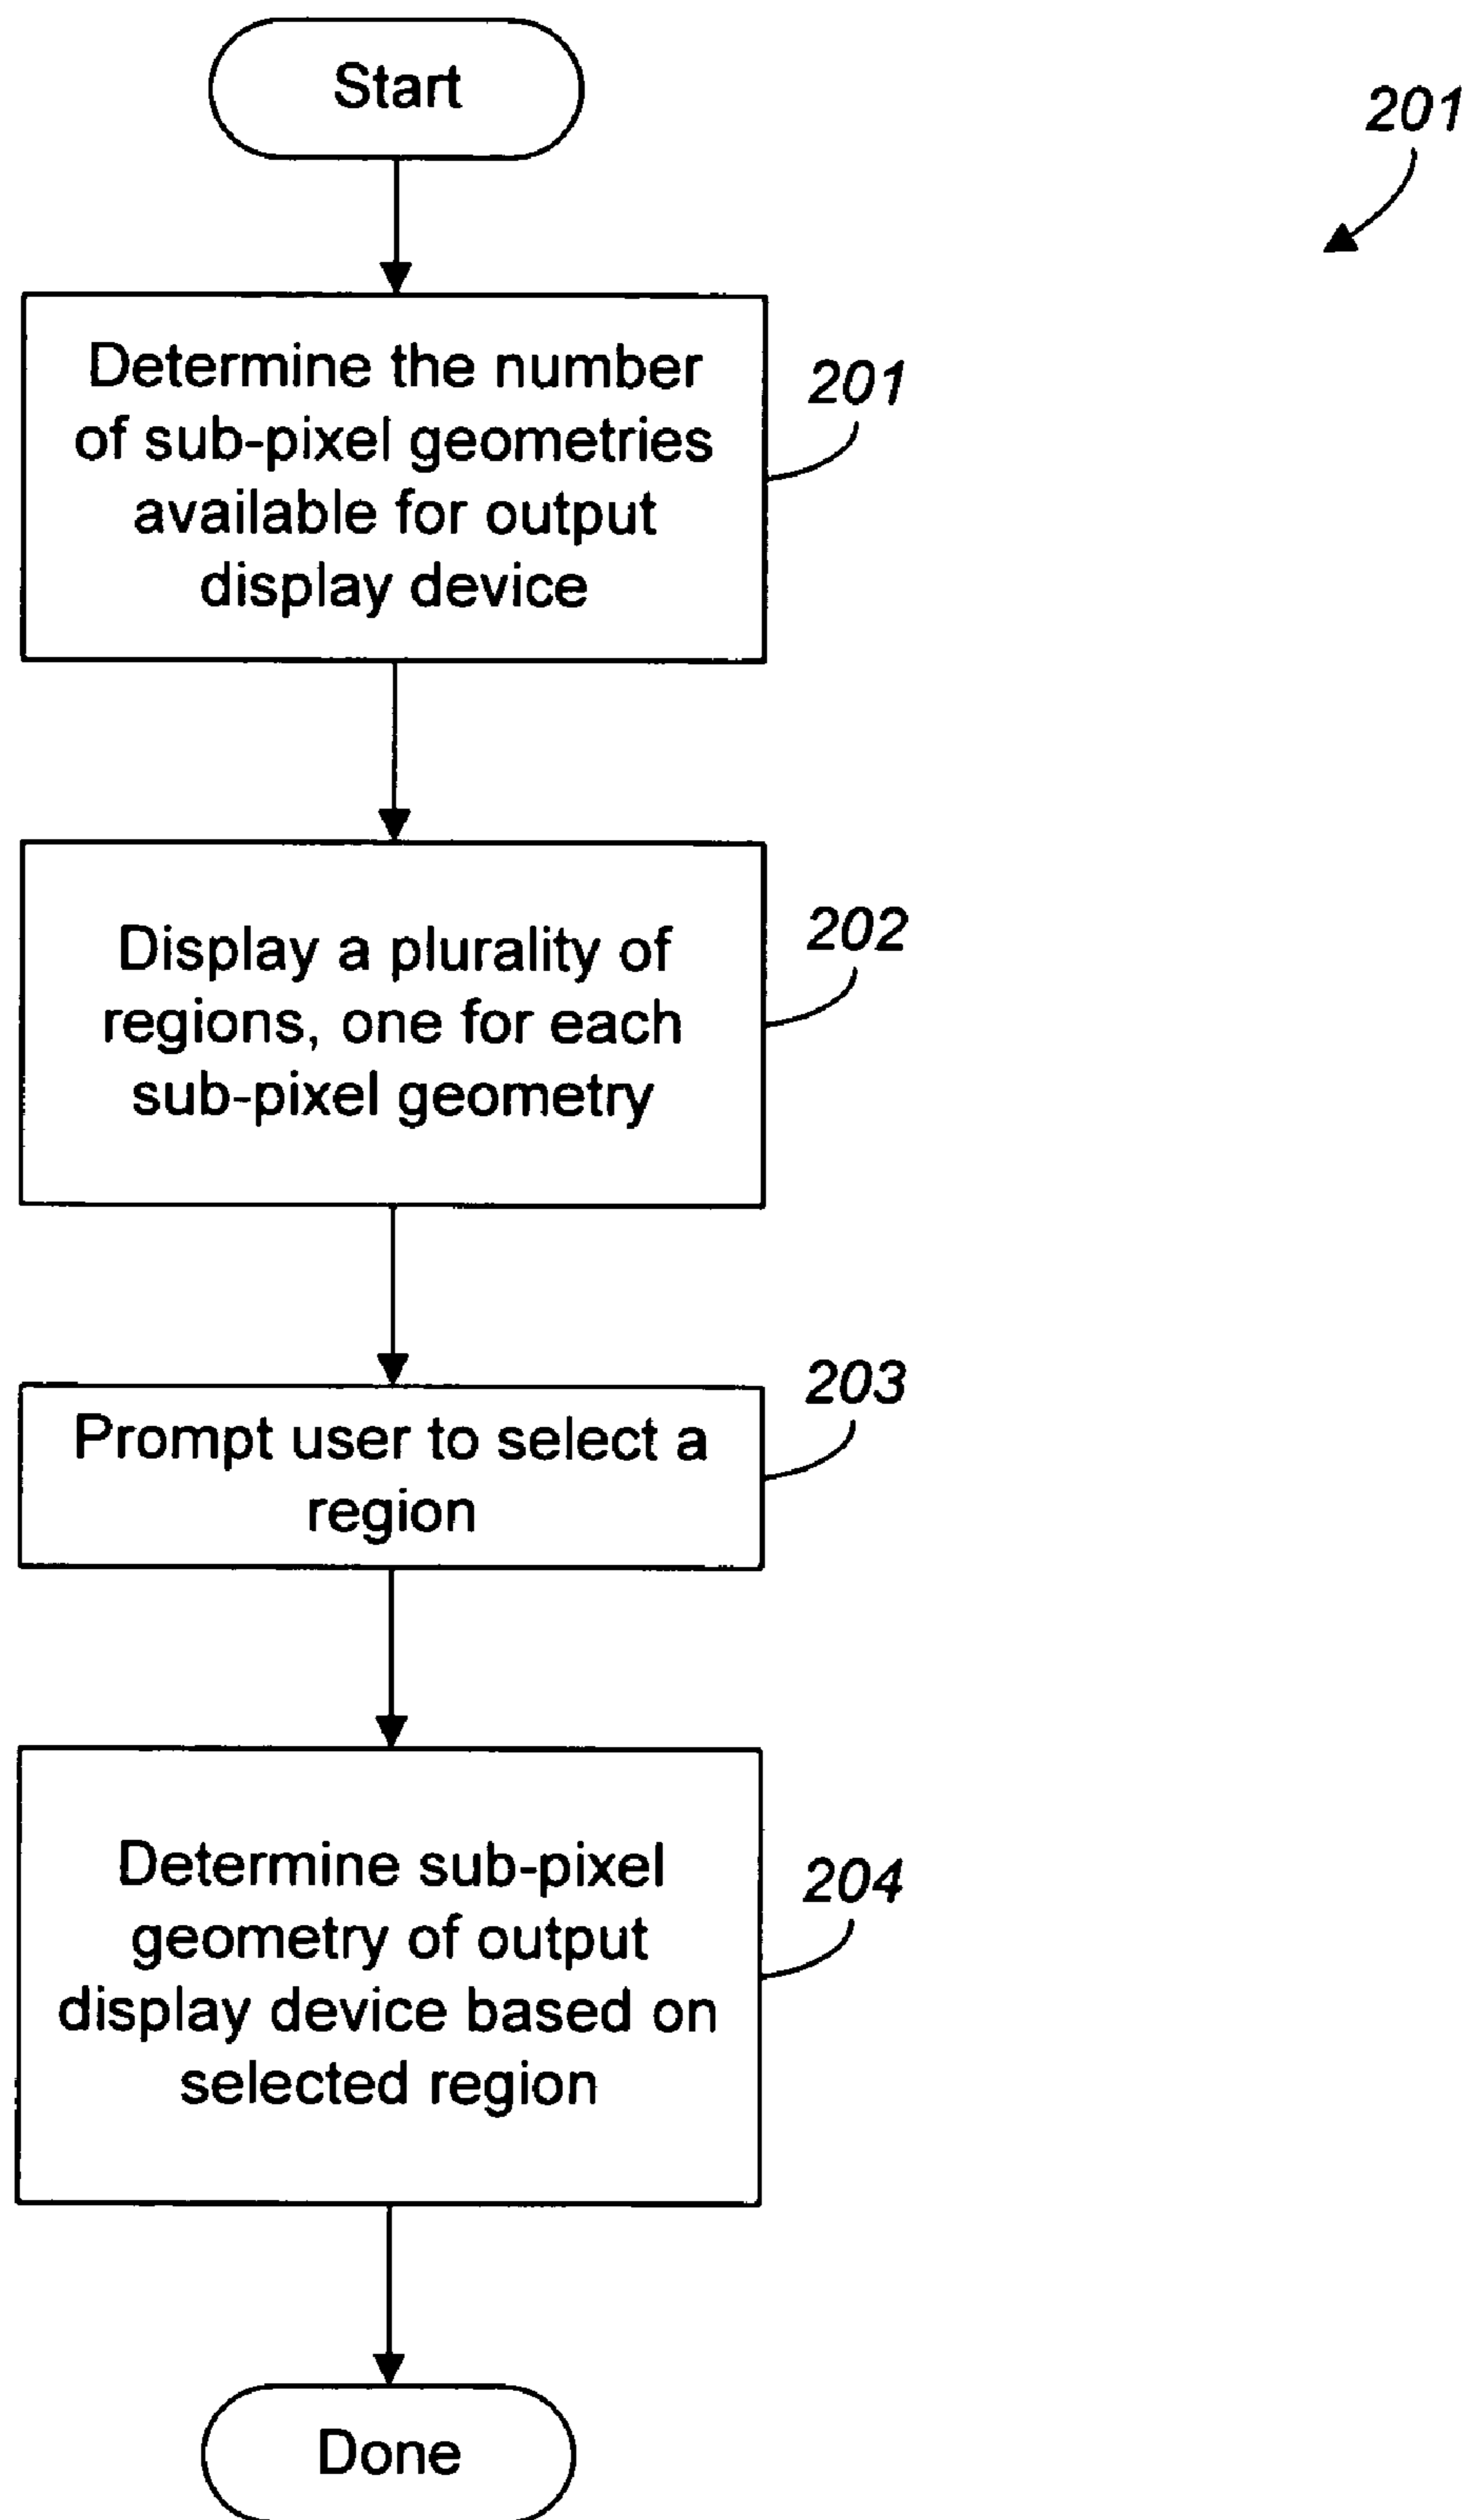 Start
201
Determine the number
of sub-pixel geometries
available for output
display device
201
Display a plurality of
regions, one for each
sub-pixel geometry
202
Prompt user to select a
region
203
Determine sub-pixel
geometry of output
display device based on
selected region
204
Done